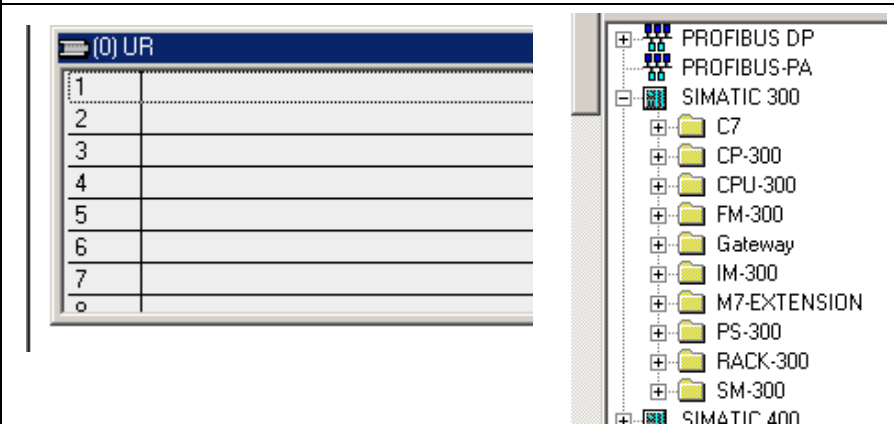 (0) UR
1
2
3
4
5
6
7
PROFIBUS DP
PROFIBUS-PA
SIMATIC 300
C7
CP-300
CPU-300
FM-300
Gateway
IM-300
M7-EXTENSION
PS-300
RACK-300
SM-300
SIMATIC 400